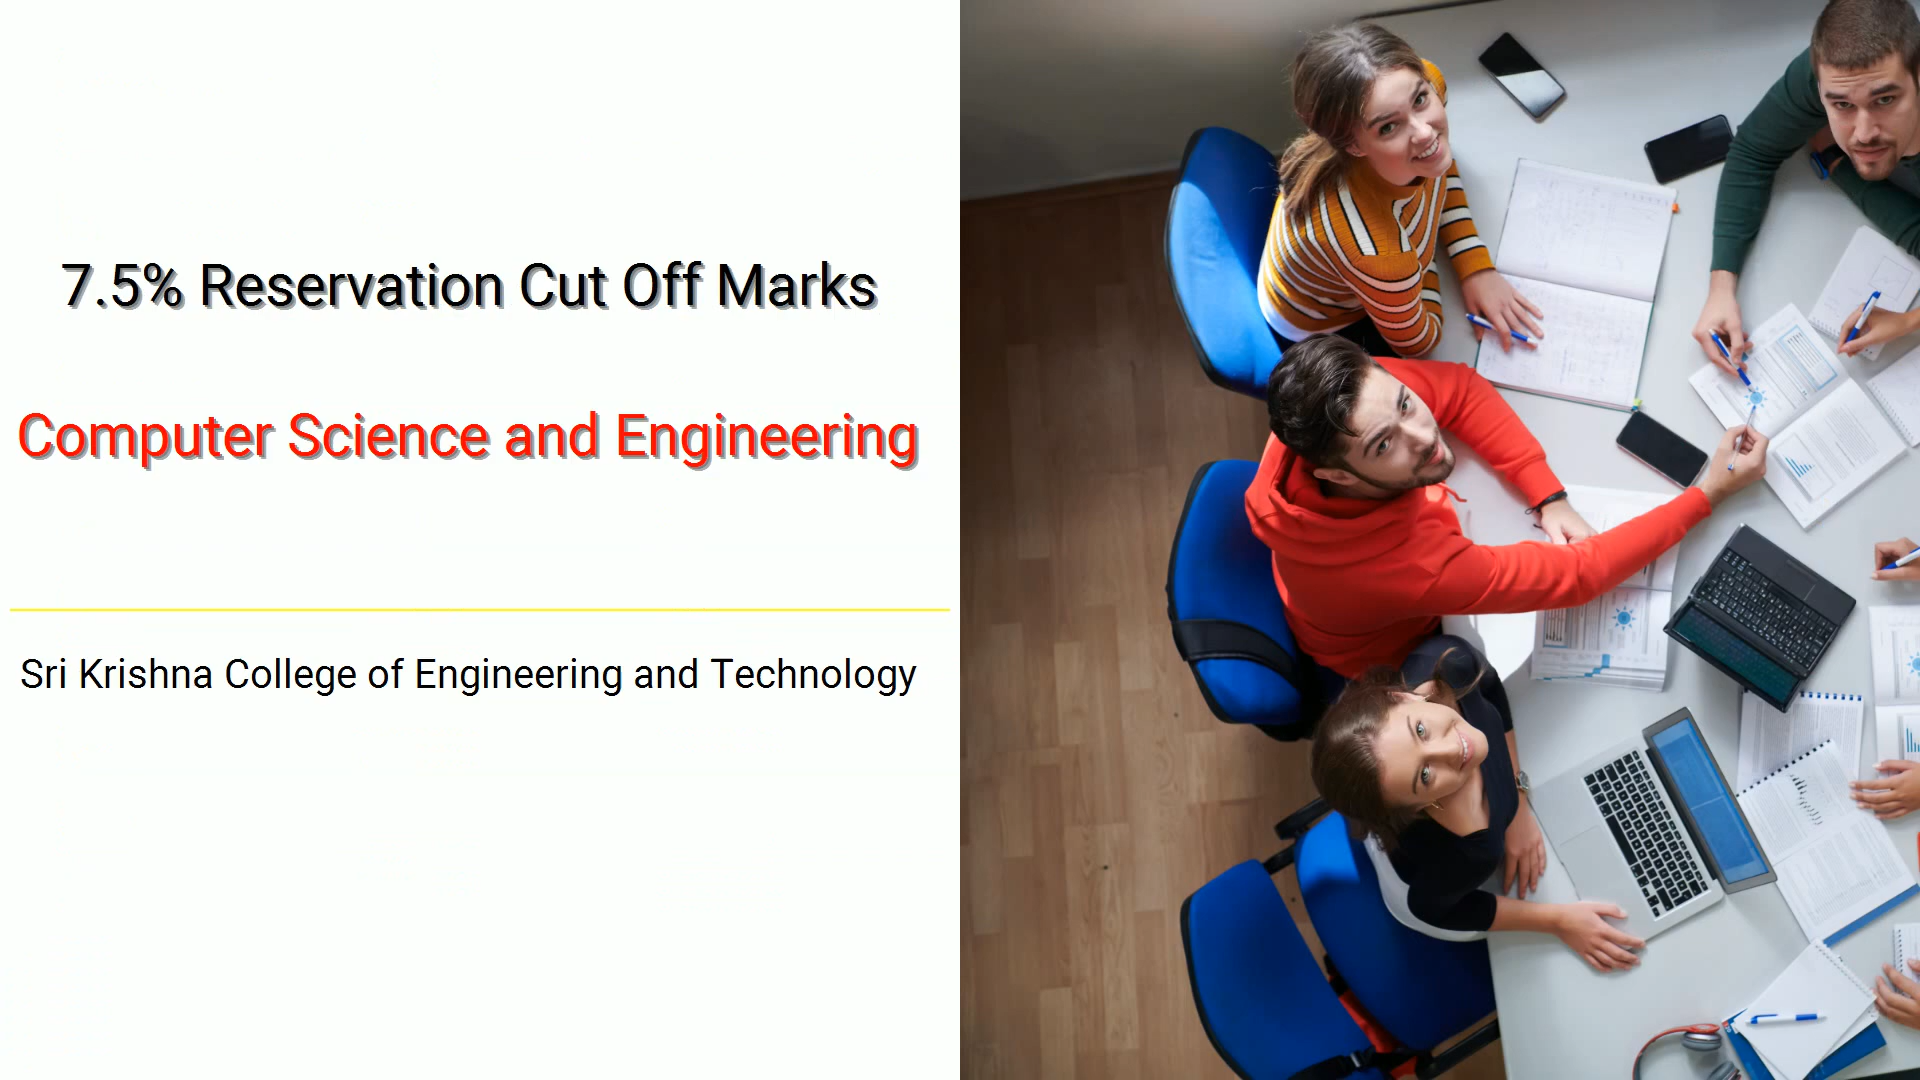 7.5% Reservation Cut Off Marks
Computer Science and Engineering
Sri Krishna College of Engineering and Technology